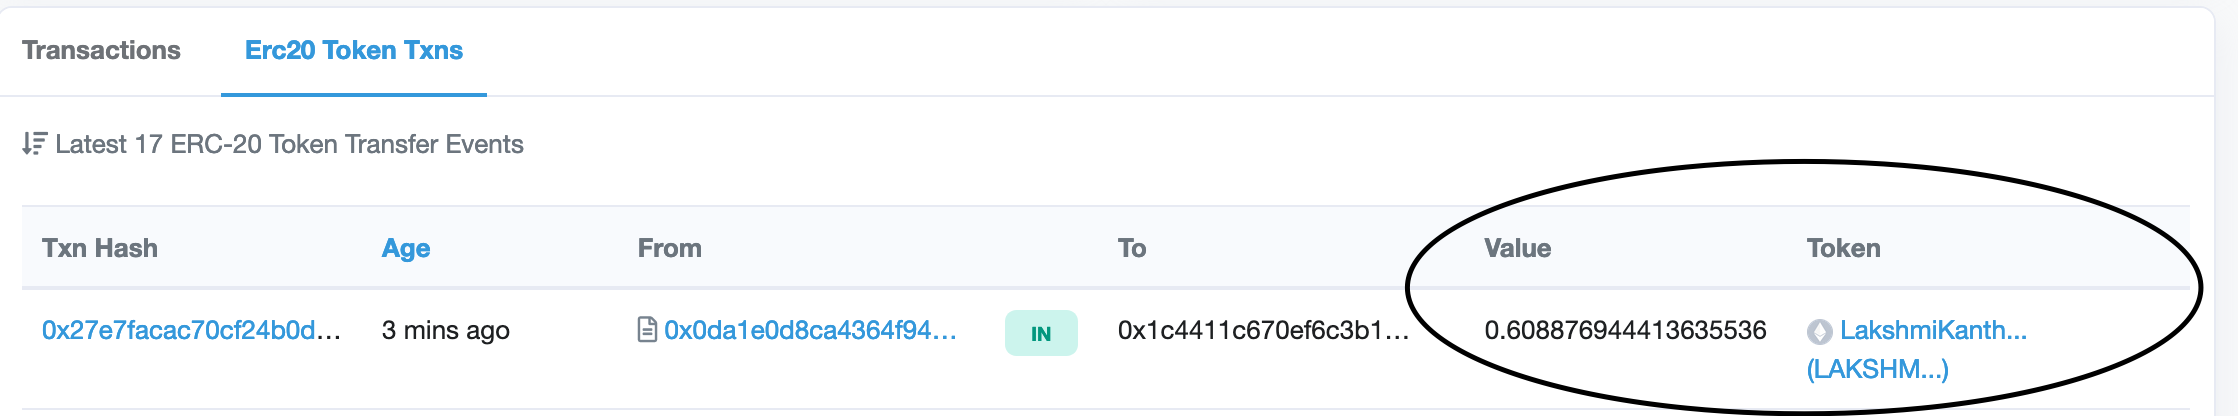 Transactions Erc20 Token Txns
Latest 17 ERC-20 Token Transfer Events
Txn Hash Age From To Value Token
0x27e7facac70cf24b0d... 3 mins ago 0x0da1e0d8ca4364f94... IN 0x1c4411c670ef6c3b1... 0.608876944413635536 LakshmiKanth...
(LAKSHM...)